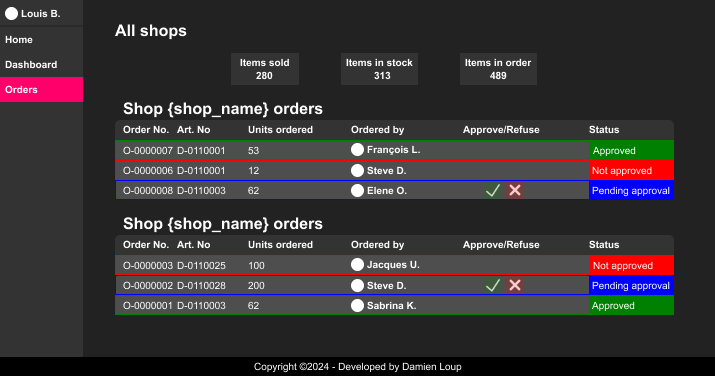 Louis B.
Home
Dashboard
Orders
All shops
Items sold
280
Items in stock
313
Items in order
489
Shop {shop_name} orders
Order No. Art. No Units ordered Ordered by Approve/Refuse Status
O-0000007 D-0110001 53 François L. Approved
O-0000006 D-0110001 12 Steve D. Not approved
O-0000008 D-0110003 62 Elene O. Pending approval
Shop {shop_name} orders
Order No. Art. No Units ordered Ordered by Approve/Refuse Status
O-0000003 D-0110025 100 Jacques U. Not approved
O-0000002 D-0110028 200 Steve D. Pending approval
O-0000001 D-0110003 62 Sabrina K. Approved
Copyright ©2024 - Developed by Damien Loup